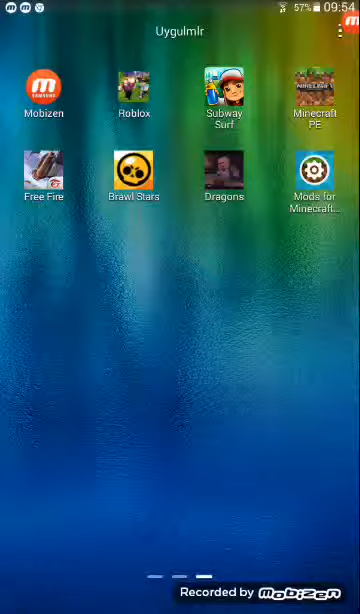 57% 09:54
Uygulmlr
Mobizen
Roblox
Subway
Surf
Minecraft
PE
Free Fire
Brawl Stars
Dragons
Mods for
Minecraft...
Recorded by mobizen